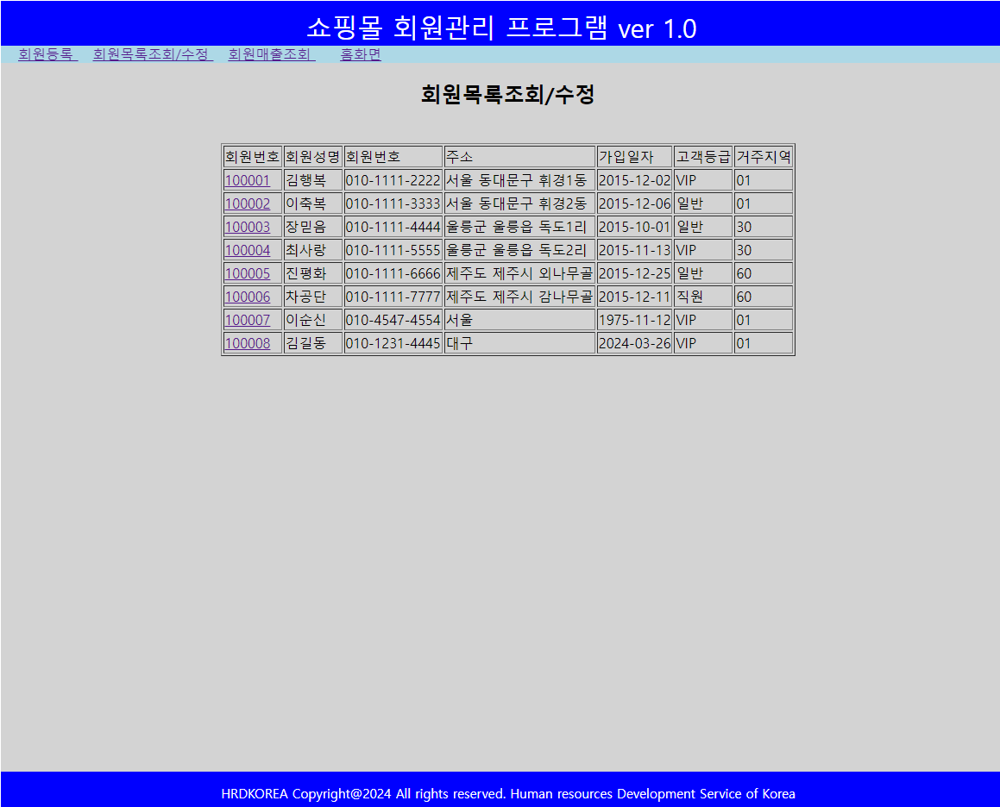 쇼핑몰 회원관리 프로그램 ver 1.0
회원등록 회원목록조회/수정 회원매출조회 홈화면
회원목록조회/수정
회원번호 회원성명 회원번호 주소 가입일자 고객등급 거주지역
100001 김행복 010-1111-2222 서울 동대문구 휘경1동 2015-12-02 VIP 01
100002 이축복 010-1111-3333 서울 동대문구 휘경2동 2015-12-06 일반 01
100003 장믿음 010-1111-4444 울릉군 울릉읍 독도1리 2015-10-01 일반 30
100004 최사랑 010-1111-5555 울릉군 울릉읍 독도2리 2015-11-13 VIP 30
100005 진평화 010-1111-6666 제주도 제주시 외나무골 2015-12-25 일반 60
100006 차공단 010-1111-7777 제주도 제주시 감나무골 2015-12-11 직원 60
100007 이순신 010-4547-4554 서울 1975-11-12 VIP 01
100008 김길동 010-1231-4445 대구 2024-03-26 VIP 01
HRDKOREA Copyright@2024 All rights reserved. Human resources Development Service of Korea